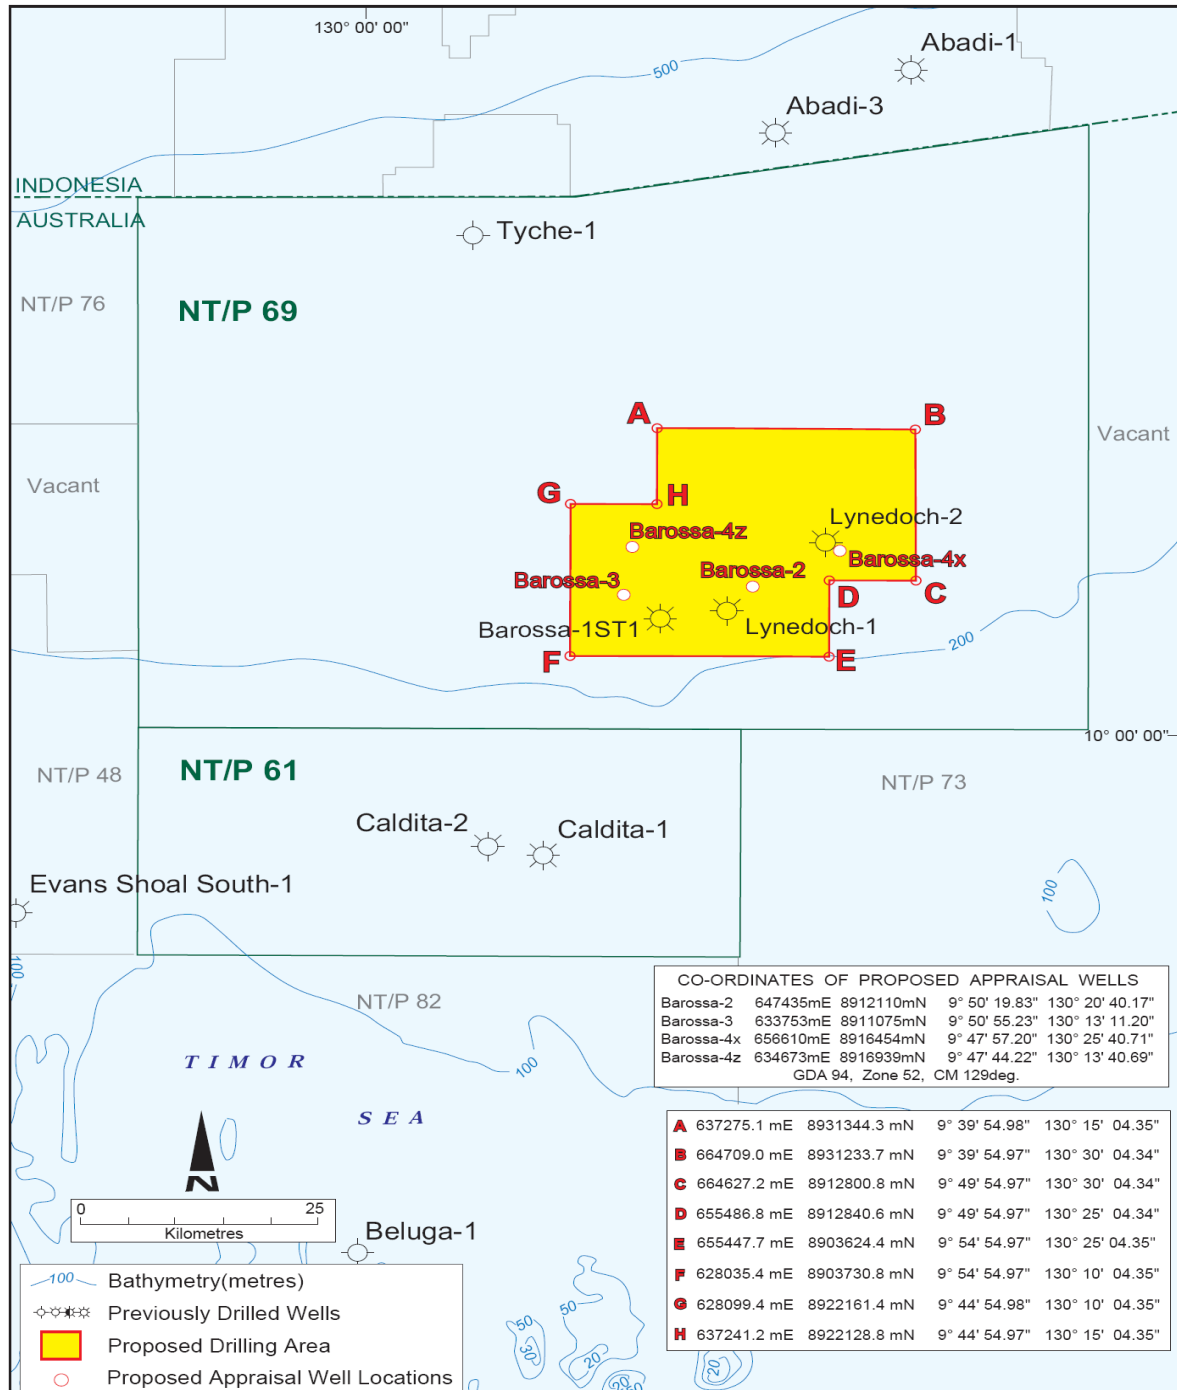 130° 00' 00"
Abadi-1
500
Abadi-3
INDONESIA
AUSTRALIA
Tyche-1
NT/P 76
NT/P 69
A
B
Vacant
Vacant
G
H
Lynedoch-2
Barossa-4z
Barossa-4x
Barossa-2
Barossa-3
D
C
Barossa-1ST1
Lynedoch-1
200
F
E
10° 00' 00"
NT/P 48
NT/P 61
NT/P 73
Caldita-2
Caldita-1
Evans Shoal South-1
100
100
NT/P 82
CO-ORDINATES OF PROPOSED APPRAISAL WELLS
Barossa-2 647435mE 8912110mN 9° 50' 19.83" 130° 20' 40.17"
Barossa-3 633753mE 8911075mN 9° 50' 55.23" 130° 13' 11.20"
Barossa-4x 656610mE 8916454mN 9° 47' 57.20" 130° 25' 40.71"
Barossa-4z 634673mE 8916939mN 9° 47' 44.22" 130° 13' 40.69"
GDA 94, Zone 52, CM 129deg.
TIMOR
100
SEA
A 637275.1 mE 8931344.3 mN 9° 39' 54.98" 130° 15' 04.35"
B 664709.0 mE 8931233.7 mN 9° 39' 54.97" 130° 30' 04.34"
C 664627.2 mE 8912800.8 mN 9° 49' 54.97" 130° 30' 04.34"
D 655486.8 mE 8912840.6 mN 9° 49' 54.97" 130° 25' 04.34"
E 655447.7 mE 8903624.4 mN 9° 54' 54.97" 130° 25' 04.35"
F 628035.4 mE 8903730.8 mN 9° 54' 54.97" 130° 10' 04.35"
G 628099.4 mE 8922161.4 mN 9° 44' 54.98" 130° 10' 04.35"
H 637241.2 mE 8922128.8 mN 9° 44' 54.97" 130° 15' 04.35"
N
0 25
Kilometres
Beluga-1
100 Bathymetry(metres)
Previously Drilled Wells
Proposed Drilling Area
Proposed Appraisal Well Locations
50
50
30
20
20
50
20